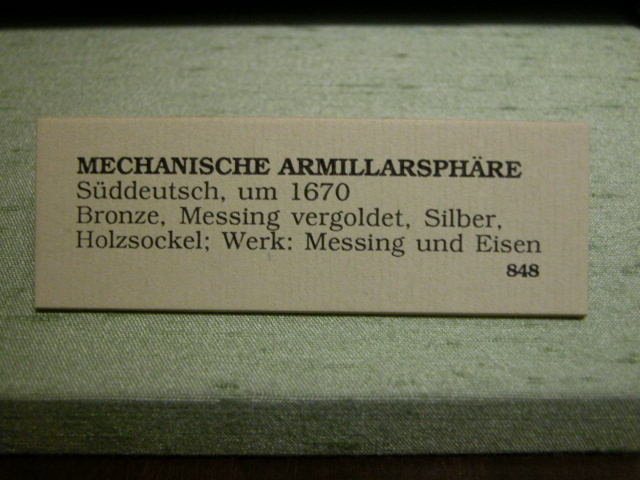 MECHANISCHE ARMILLARSPHÄRE
Süddeutsch, um 1670
Bronze, Messing vergoldet, Silber,
Holzsockel; Werk: Messing und Eisen
848